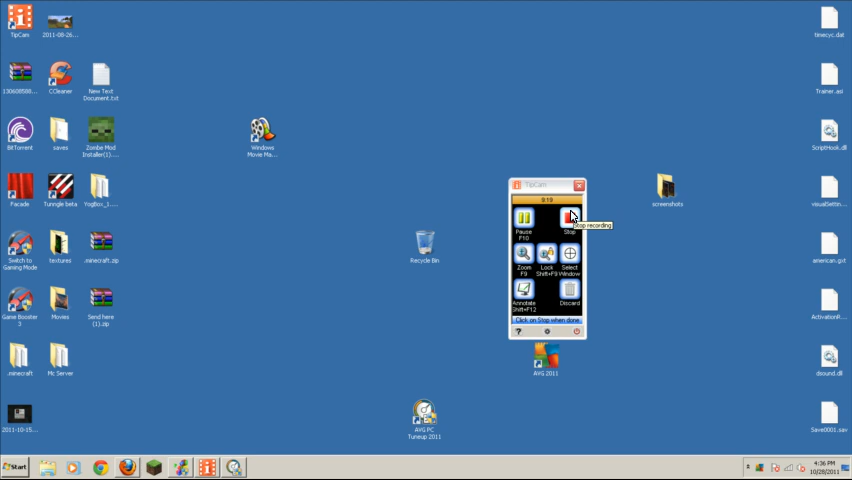 TipCam
2011-08-26...
timecyc.dat
130608588...
CCleaner
New Text
Document.txt
Trainer.asi
BitTorrent
saves
Zombe Mod
Installer(1)....
Windows
Movie Ma...
ScriptHook.dll
TipCam
9:19
Facade
Tunngle beta
YogBox_1....
Pause
F10
Stop
Stop recording
screenshots
visualSettin...
Switch to
Gaming Mode
textures
.minecraft.zip
Recycle Bin
Zoom
F9
Lock
Shift+F9
Select
Window
american.gxt
Game Booster
3
Movies
Send here
(1).zip
Annotate
Shift+F12
Discard
Click on Stop when done
?
ActivationR...
.minecraft
Mc Server
AVG 2011
dsound.dll
2011-10-15...
AVG PC
Tuneup 2011
Save0001.sav
Start
4:36 PM
10/28/2011